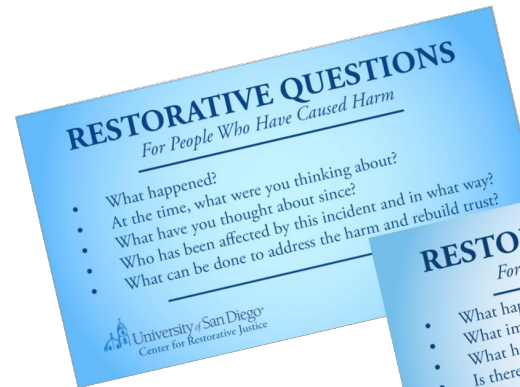 RESTORATIVE QUESTIONS
For People Who Have Caused Harm
• What happened?
• At the time, what were you thinking about?
• What have you thought about since?
• Who has been affected by this incident and in what way?
• What can be done to address the harm and rebuild trust?
University of San Diego
Center for Restorative Justice
For
• What
• What
• What
• Is there